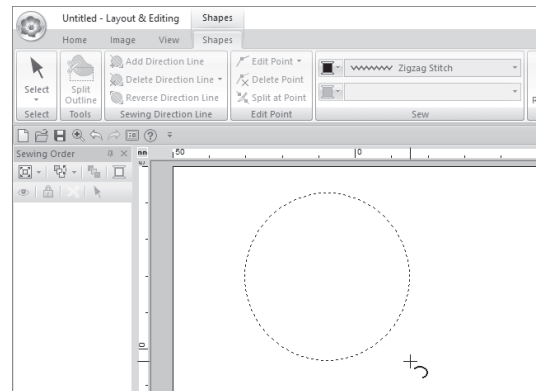 Untitled - Layout & Editing
Shapes
Home
Image
View
Shapes
Select
Split
Outline
Add Direction Line
Delete Direction Line
Reverse Direction Line
Edit Point
Delete Point
Split at Point
Zigzag Stitch
Select
Tools
Sewing Direction Line
Edit Point
Sew
Sewing Order
mm
50
0
0